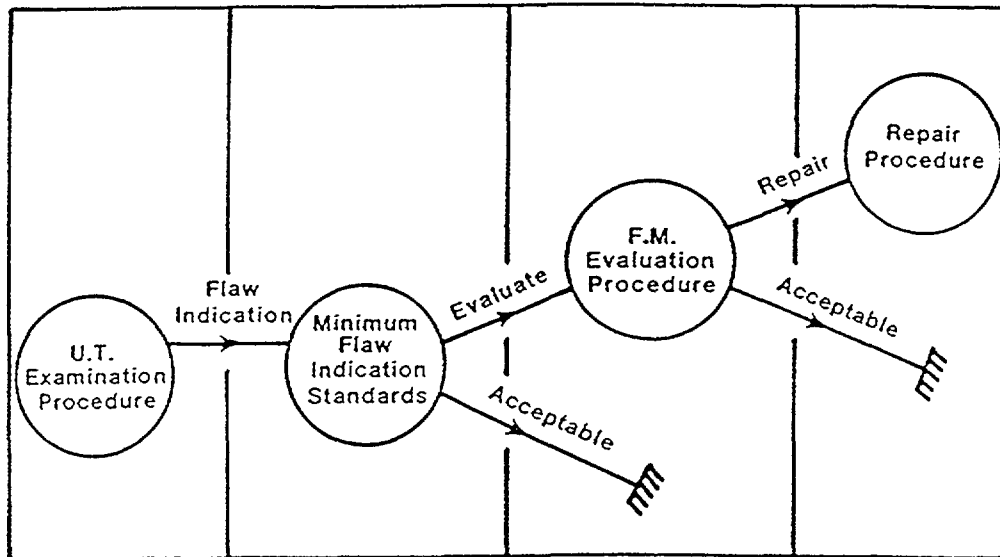 U.T.
Examination
Procedure
Flaw
Indication
Minimum
Flaw
Indication
Standards
Evaluate
Acceptable
F.M.
Evaluation
Procedure
Repair
Acceptable
Repair
Procedure